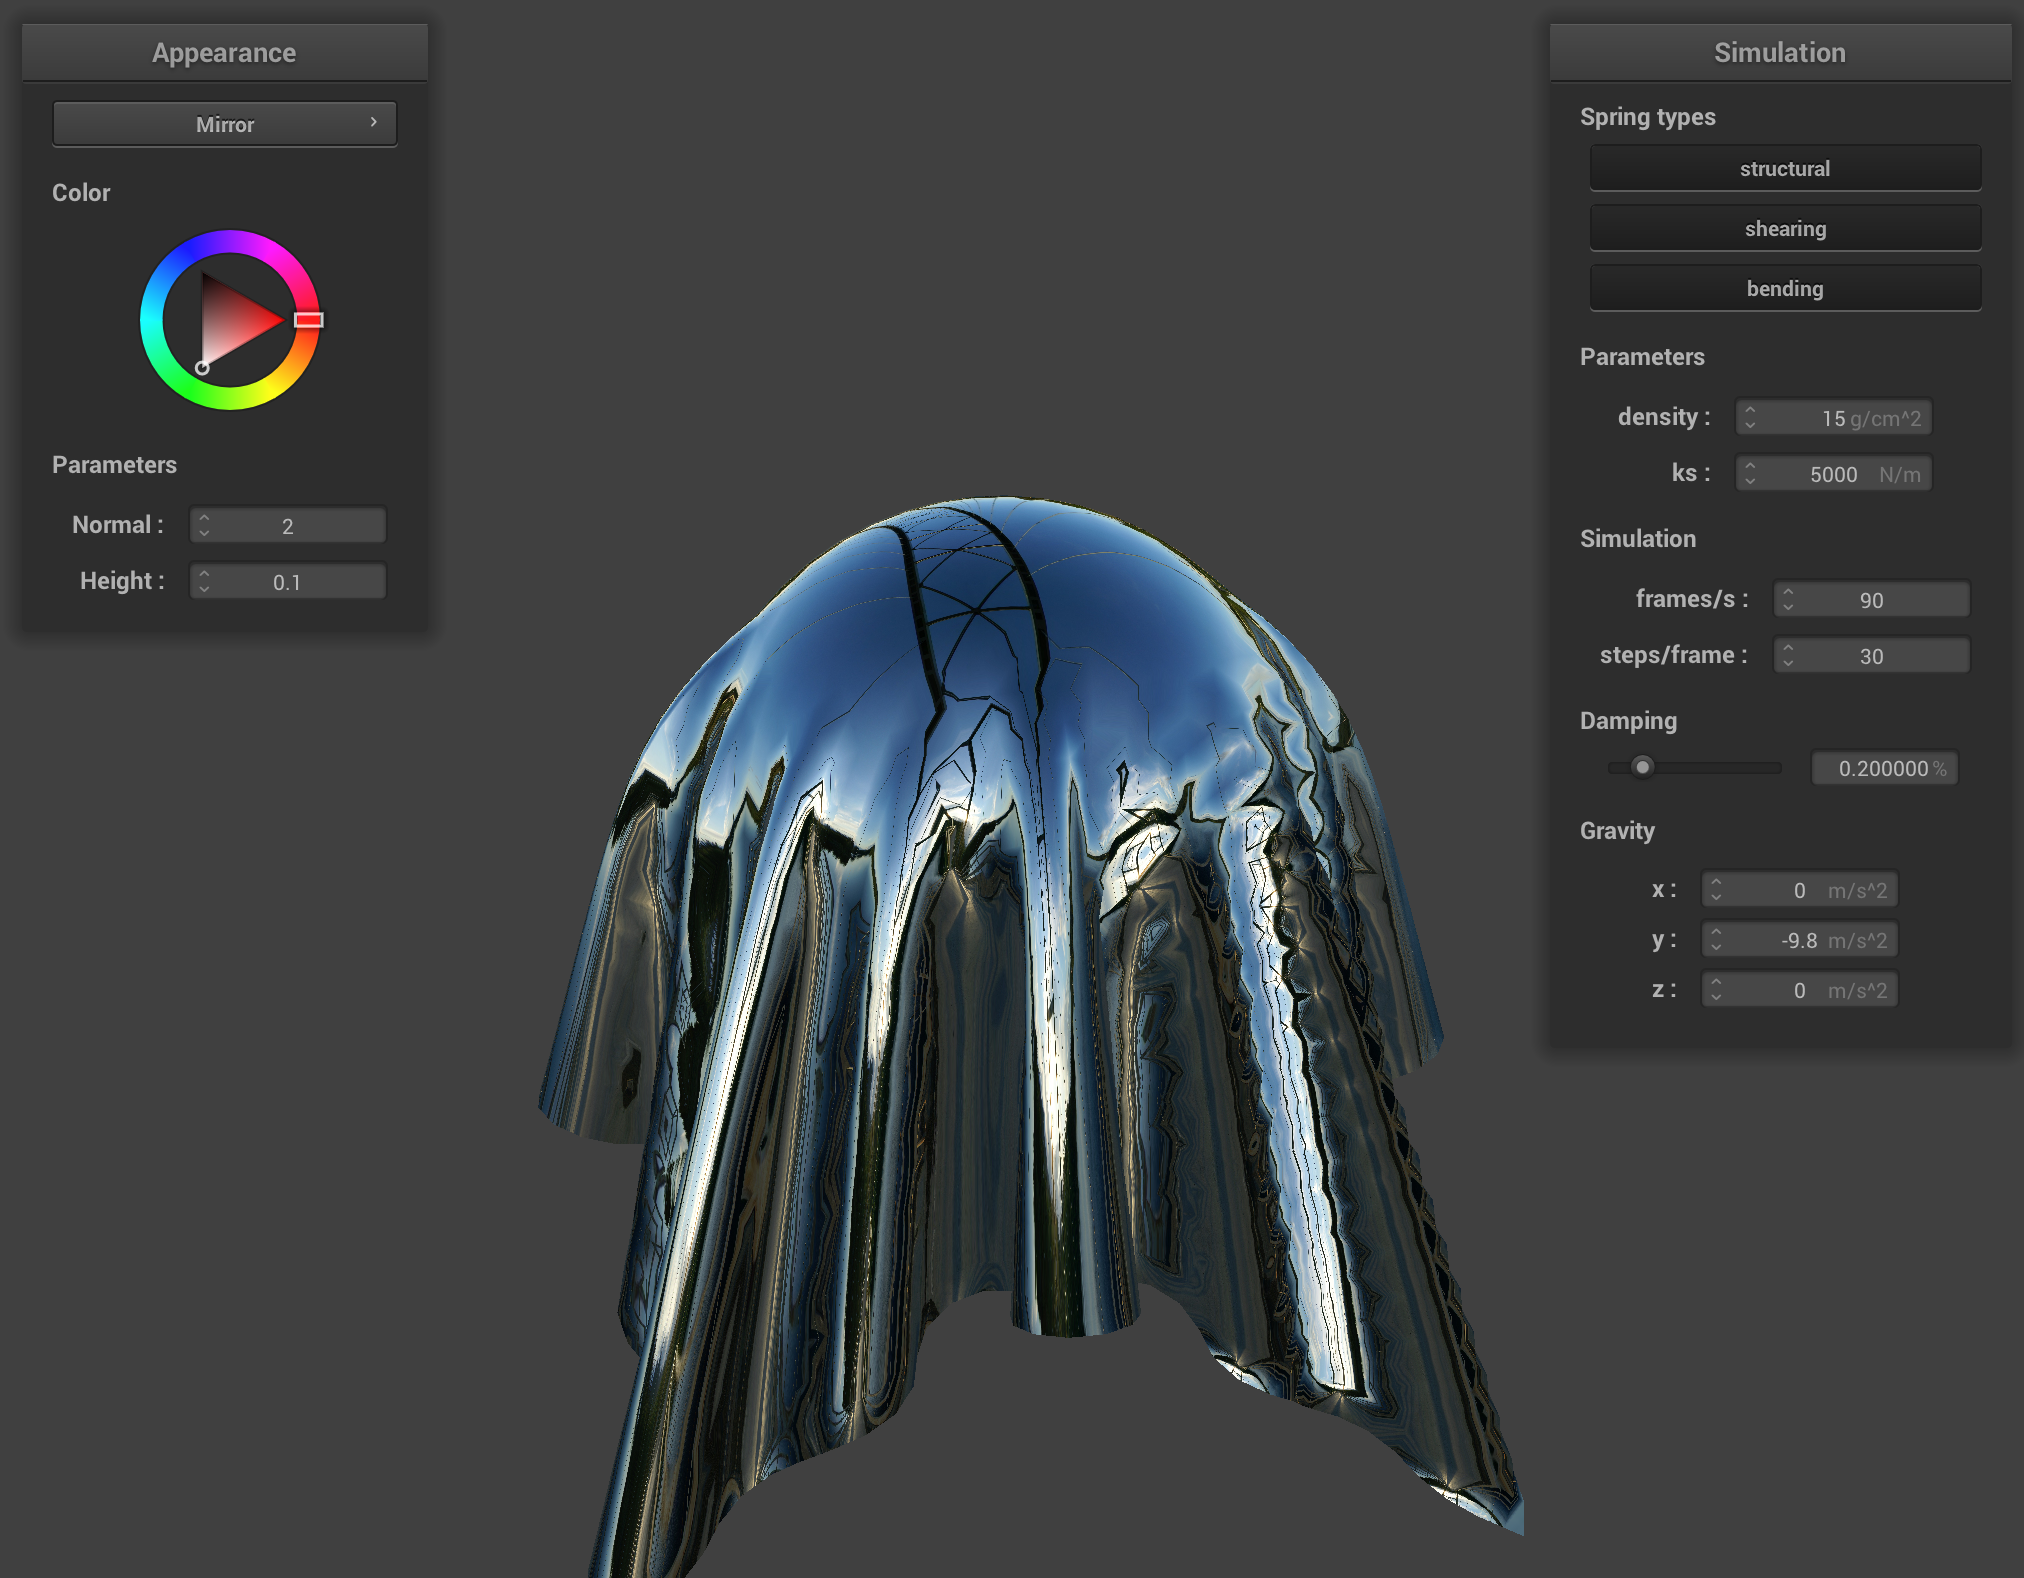 Appearance
Mirror
Color
Parameters
Normal : 2
Height : 0.1
Simulation
Spring types
structural
shearing
bending
Parameters
density : 15 g/cm^2
ks : 5000 N/m
Simulation
frames/s : 90
steps/frame : 30
Damping
0.200000 %
Gravity
x : 0 m/s^2
y : -9.8 m/s^2
z : 0 m/s^2